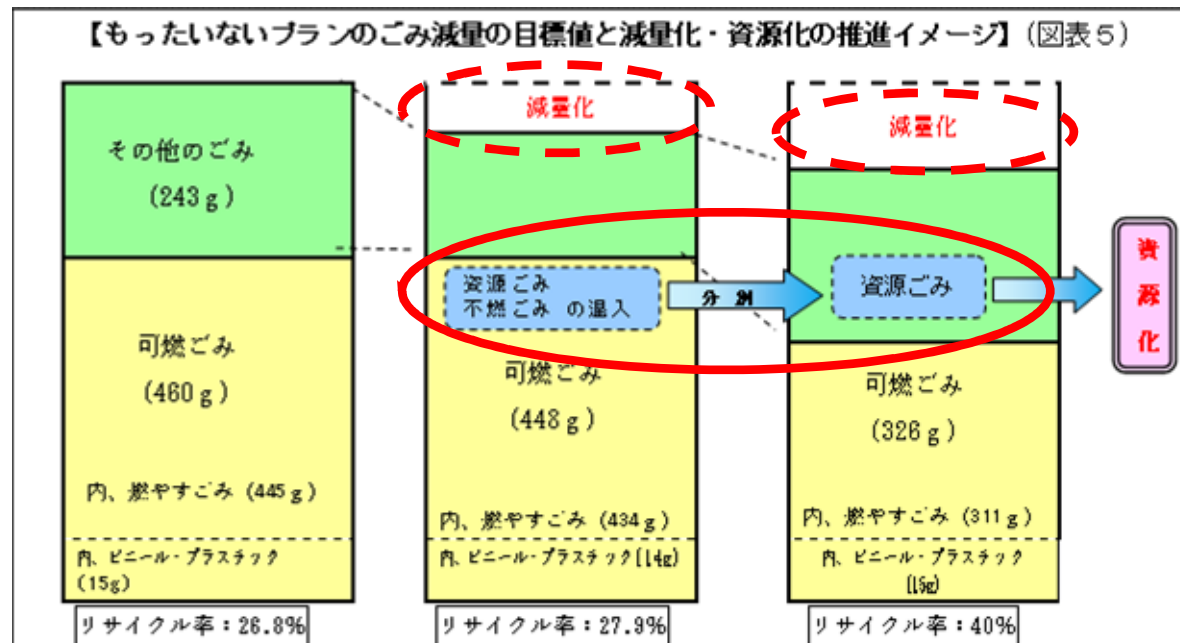 【もったいないプランのごみ減量の目標値と減量化・資源化の推進イメージ】(図表5)
その他のごみ
(243g)
可燃ごみ
(460g)
内、燃やすごみ(445g)
内、ビニール・プラスチック
(15g)
リサイクル率:26.8%
減量化
資源ごみ
不燃ごみ の混入
分別
可燃ごみ
(448g)
内、燃やすごみ(434g)
内、ビニール・プラスチック(14g)
リサイクル率:27.9%
減量化
資源ごみ
可燃ごみ
(326g)
内、燃やすごみ(311g)
内、ビニール・プラスチック
(15g)
リサイクル率:40%
資源化